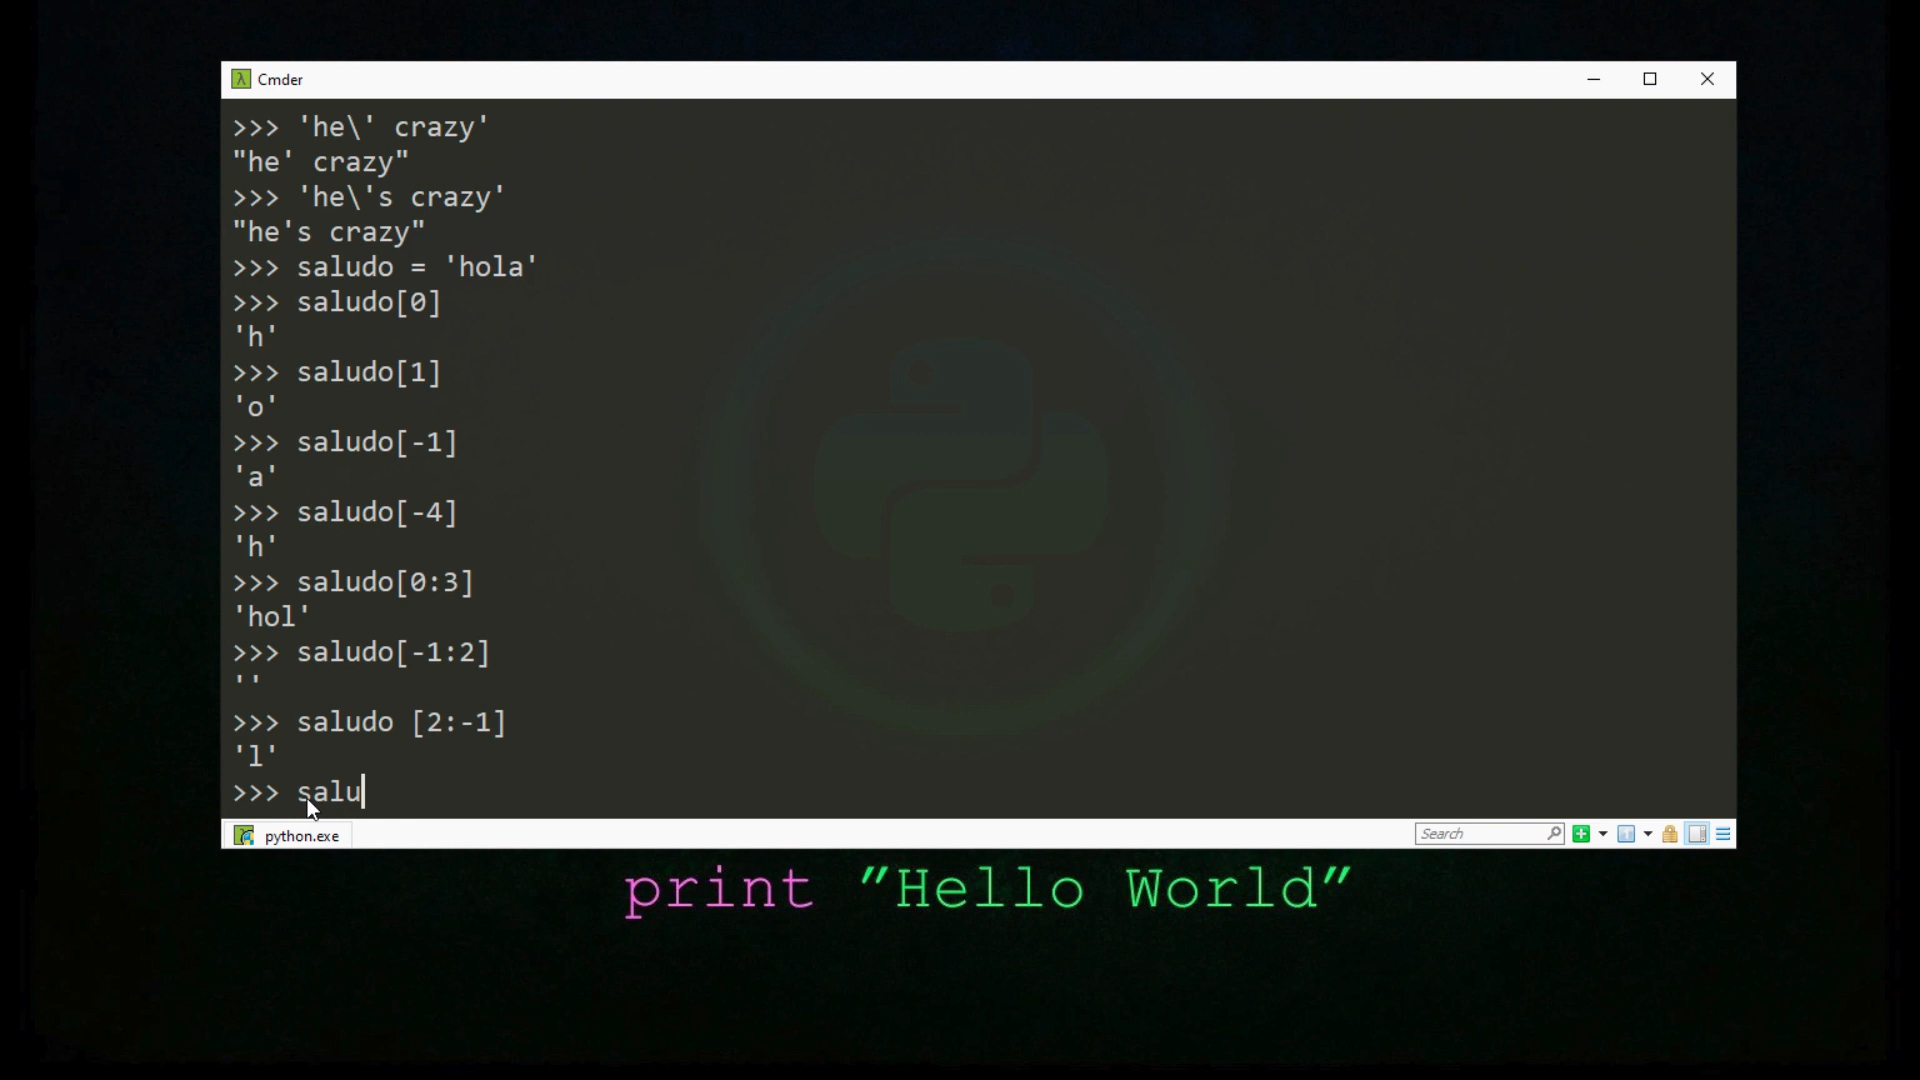 Cmder
>>> 'he\' crazy'
"he' crazy"
>>> 'he\'s crazy'
"he's crazy"
>>> saludo = 'hola'
>>> saludo[0]
'h'
>>> saludo[1]
'o'
>>> saludo[-1]
'a'
>>> saludo[-4]
'h'
>>> saludo[0:3]
'hol'
>>> saludo[-1:2]
''
>>> saludo [2:-1]
'l'
>>> salu
python.exe
Search
print "Hello World"